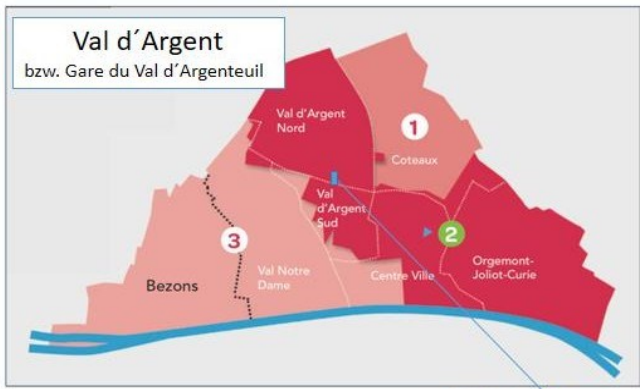 Val d´Argent
bzw. Gare du Val d´Argenteuil
Val d'Argent
Nord
1
Coteaux
Val
d'Argent
Sud
2
3
Orgemont-
Joliot-Curie
Bezons
Val Notre
Dame
Centre Ville